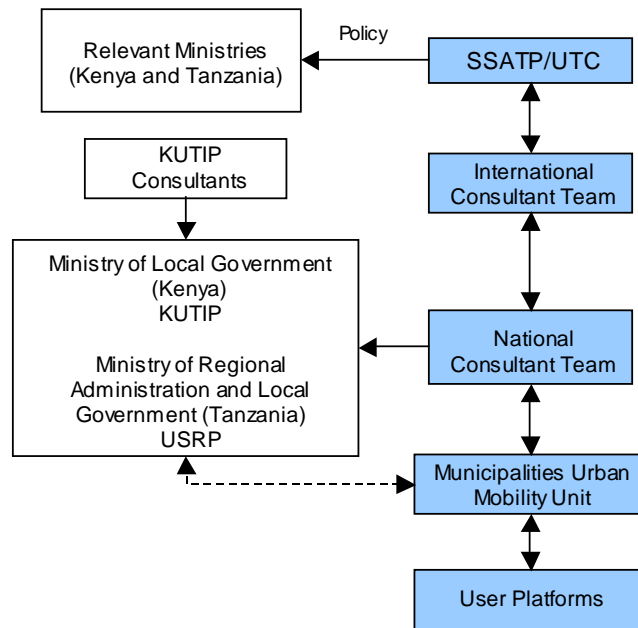 Relevant Ministries
(Kenya and Tanzania)
Policy
SSATP/UTC
KUTIP
Consultants
International
Consultant Team
Ministry of Local Government
(Kenya)
KUTIP
Ministry of Regional
Administration and Local
Government (Tanzania)
USRP
National
Consultant Team
Municipalities Urban
Mobility Unit
User Platforms